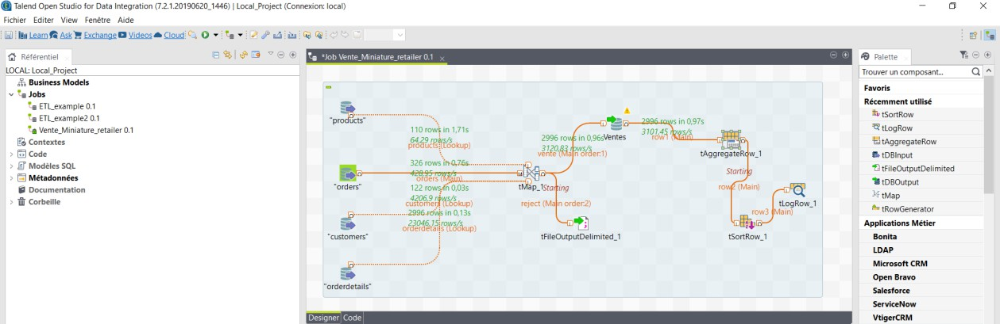 Talend Open Studio for Data Integration (7.2.1.20190620_1446) | Local_Project (Connexion: local)
Fichier Editer View Fenêtre Aide
Learn Ask Exchange Videos Cloud
Référentiel
LOCAL: Local_Project
Business Models
Jobs
ETL_example 0.1
ETL_example2 0.1
Vente_Miniature_retailer 0.1
Contextes
Code
Modèles SQL
Métadonnées
Documentation
Corbeille
*Job Vente_Miniature_retailer 0.1
"products"
110 rows in 1,71s
64,29 rows/s
products (Lookup)
326 rows in 0,76s
428,95 rows/s
orders (Main)
"orders"
122 rows in 0,03s
4206,9 rows/s
customers (Lookup)
2996 rows in 0,13s
23046,15 rows/s
orderdetails (Lookup)
"customers"
"orderdetails"
tMap_1
Starting
reject (Main order:2)
tFileOutputDelimited_1
2996 rows in 0,96s
3120,83 rows/s
vente (Main order:1)
Ventes
2996 rows in 0,97s
3101,45 rows/s
row1 (Main)
tAggregateRow_1
Starting
row2 (Main)
tLogRow_1
row3 (Main)
tSortRow_1
Designer Code
Palette
Trouver un composant...
Favoris
Récemment utilisé
tSortRow
tLogRow
tAggregateRow
tDBInput
tFileOutputDelimited
tDBOutput
tMap
tRowGenerator
Applications Métier
Bonita
LDAP
Microsoft CRM
Open Bravo
Salesforce
ServiceNow
VtigerCRM